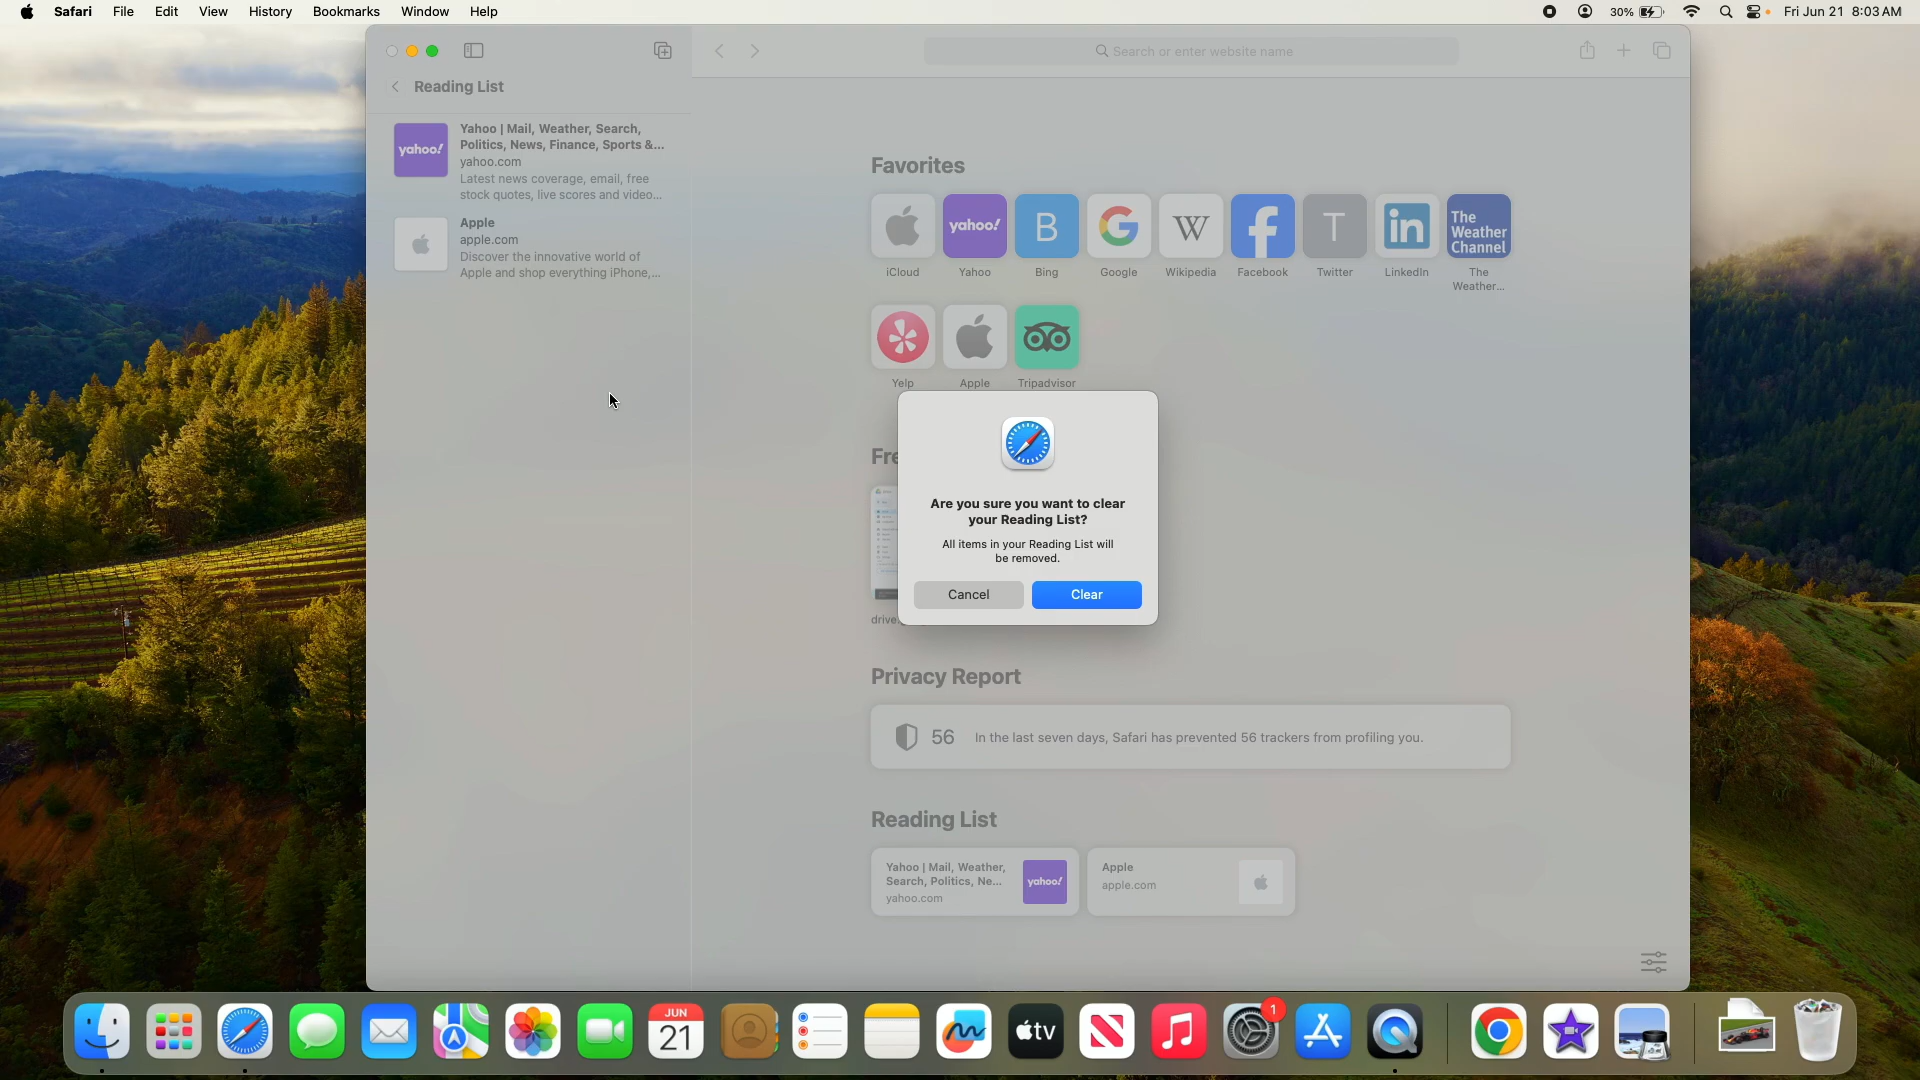 Safari File Edit View History Bookmarks Window Help
30% Fri Jun 21 8:03 AM
Search or enter website name
Reading List
Yahoo | Mail, Weather, Search,
Politics, News, Finance, Sports &...
yahoo.com
Latest news coverage, email, free
stock quotes, live scores and video...
yahoo!
Apple
apple.com
Discover the innovative world of
Apple and shop everything iPhone,...
Favorites
yahoo! B G W f T in The
Weather
Channel
iCloud Yahoo Bing Google Wikipedia Facebook Twitter LinkedIn The
Weather...
Yelp Apple Tripadvisor
Fre
drive.
Are you sure you want to clear
your Reading List?
All items in your Reading List will
be removed.
Cancel Clear
Privacy Report
56 In the last seven days, Safari has prevented 56 trackers from profiling you.
Reading List
Yahoo | Mail, Weather,
Search, Politics, Ne...
yahoo.com
yahoo!
Apple
apple.com
JUN
21
tv
1